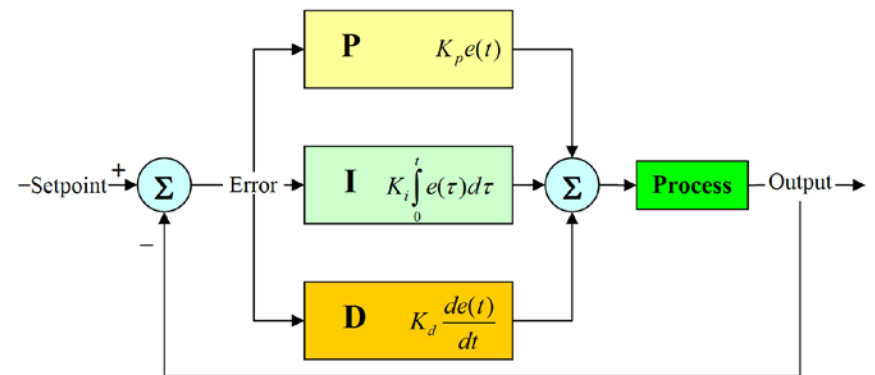 P K_p e(t)
–Setpoint + Σ Error I K_i ∫_0^t e(τ)dτ Σ Process Output
–
D K_d de(t)/dt